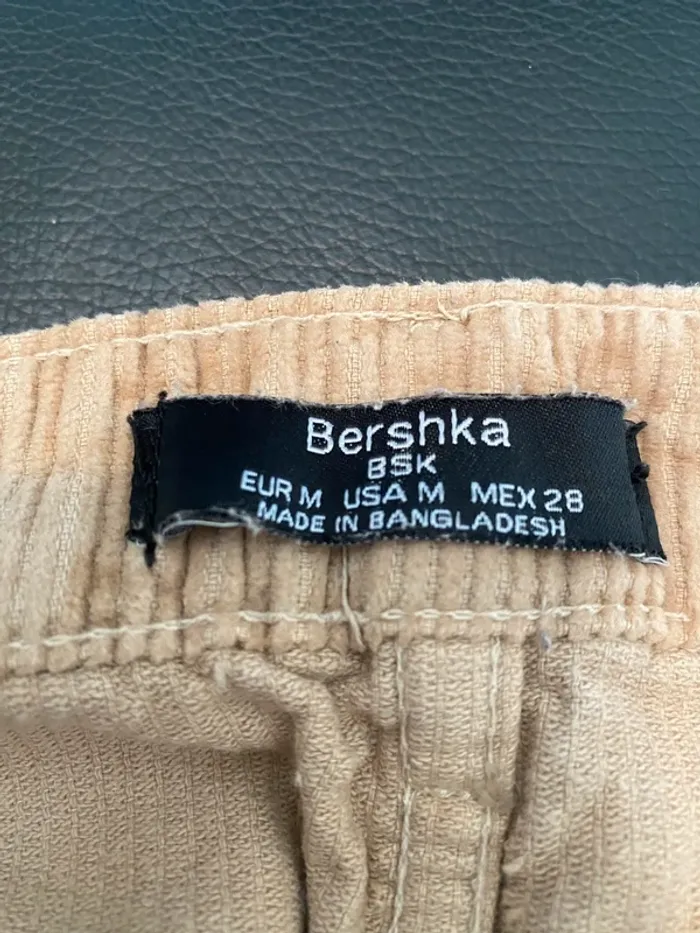 Bershka
BSK
EUR M USA M MEX 28
MADE IN BANGLADESH